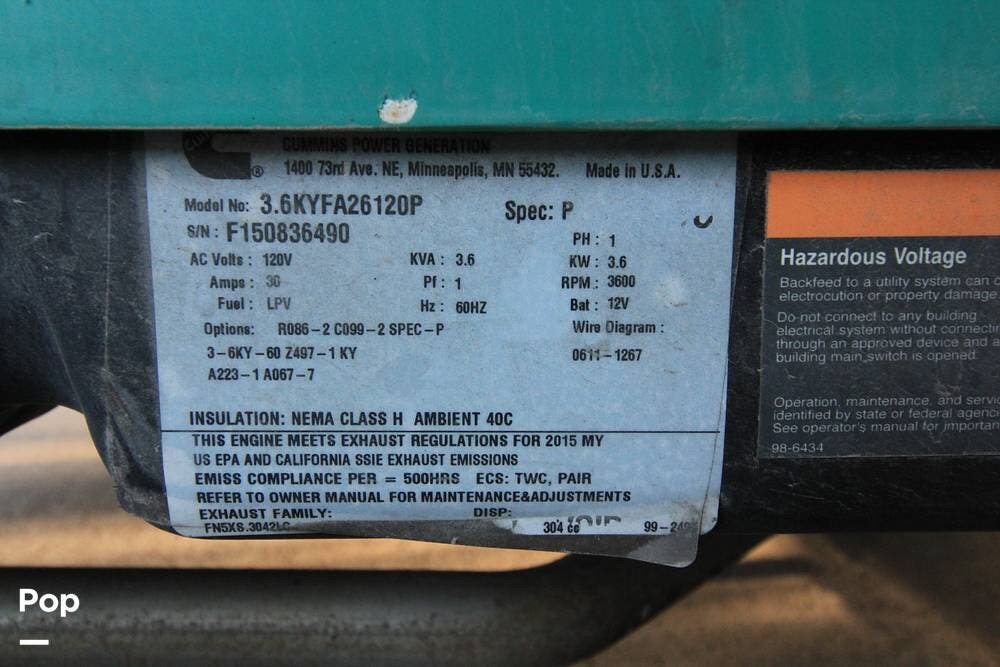 CUMMINS POWER GENERATION
® 1400 73rd Ave. NE, Minneapolis, MN 55432. Made in U.S.A.
Model No: 3.6KYFA26120P Spec: P
S/N : F150836490
PH : 1
AC Volts : 120V KVA : 3.6 KW : 3.6
Amps : 30 Pf : 1 RPM : 3600
Fuel : LPV Hz : 60HZ Bat : 12V
Options: R086-2 C099-2 SPEC-P Wire Diagram :
3-6KY-60 Z497-1 KY 0611-1267
A223-1 A067-7
INSULATION: NEMA CLASS H AMBIENT 40C
THIS ENGINE MEETS EXHAUST REGULATIONS FOR 2015 MY
US EPA AND CALIFORNIA SSIE EXHAUST EMISSIONS
EMISS COMPLIANCE PER = 500HRS ECS: TWC, PAIR
REFER TO OWNER MANUAL FOR MAINTENANCE&ADJUSTMENTS
EXHAUST FAMILY: DISP:
FN5XS.3042LC 304 cc
Hazardous Voltage
Backfeed to a utility system can
electrocution or property damage
Do not connect to any building
electrical system without
through an approved device and
building main switch is opened.
Operation, maintenance, and
identified by state or federal
See operator's manual for
98-6434
Pop